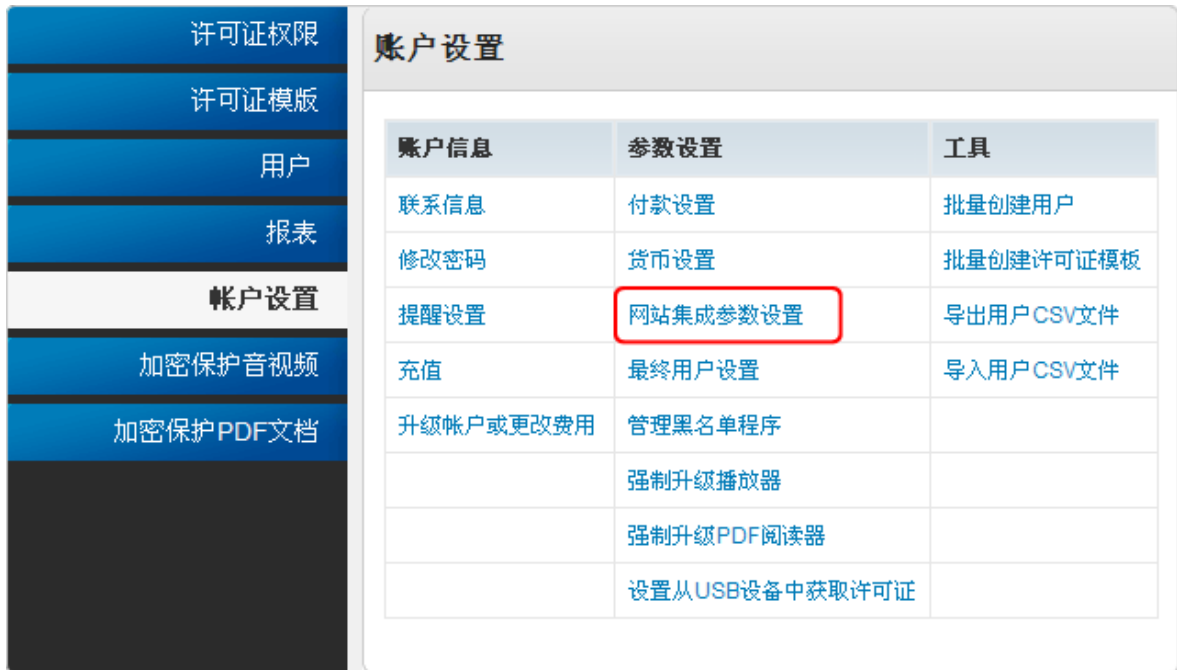 许可证权限
许可证模版
用户
报表
帐户设置
加密保护音视频
加密保护PDF文档
账户设置
账户信息 参数设置 工具
联系信息 付款设置 批量创建用户
修改密码 货币设置 批量创建许可证模板
提醒设置 网站集成参数设置 导出用户CSV文件
充值 最终用户设置 导入用户CSV文件
升级帐户或更改费用 管理黑名单程序
强制升级播放器
强制升级PDF阅读器
设置从USB设备中获取许可证